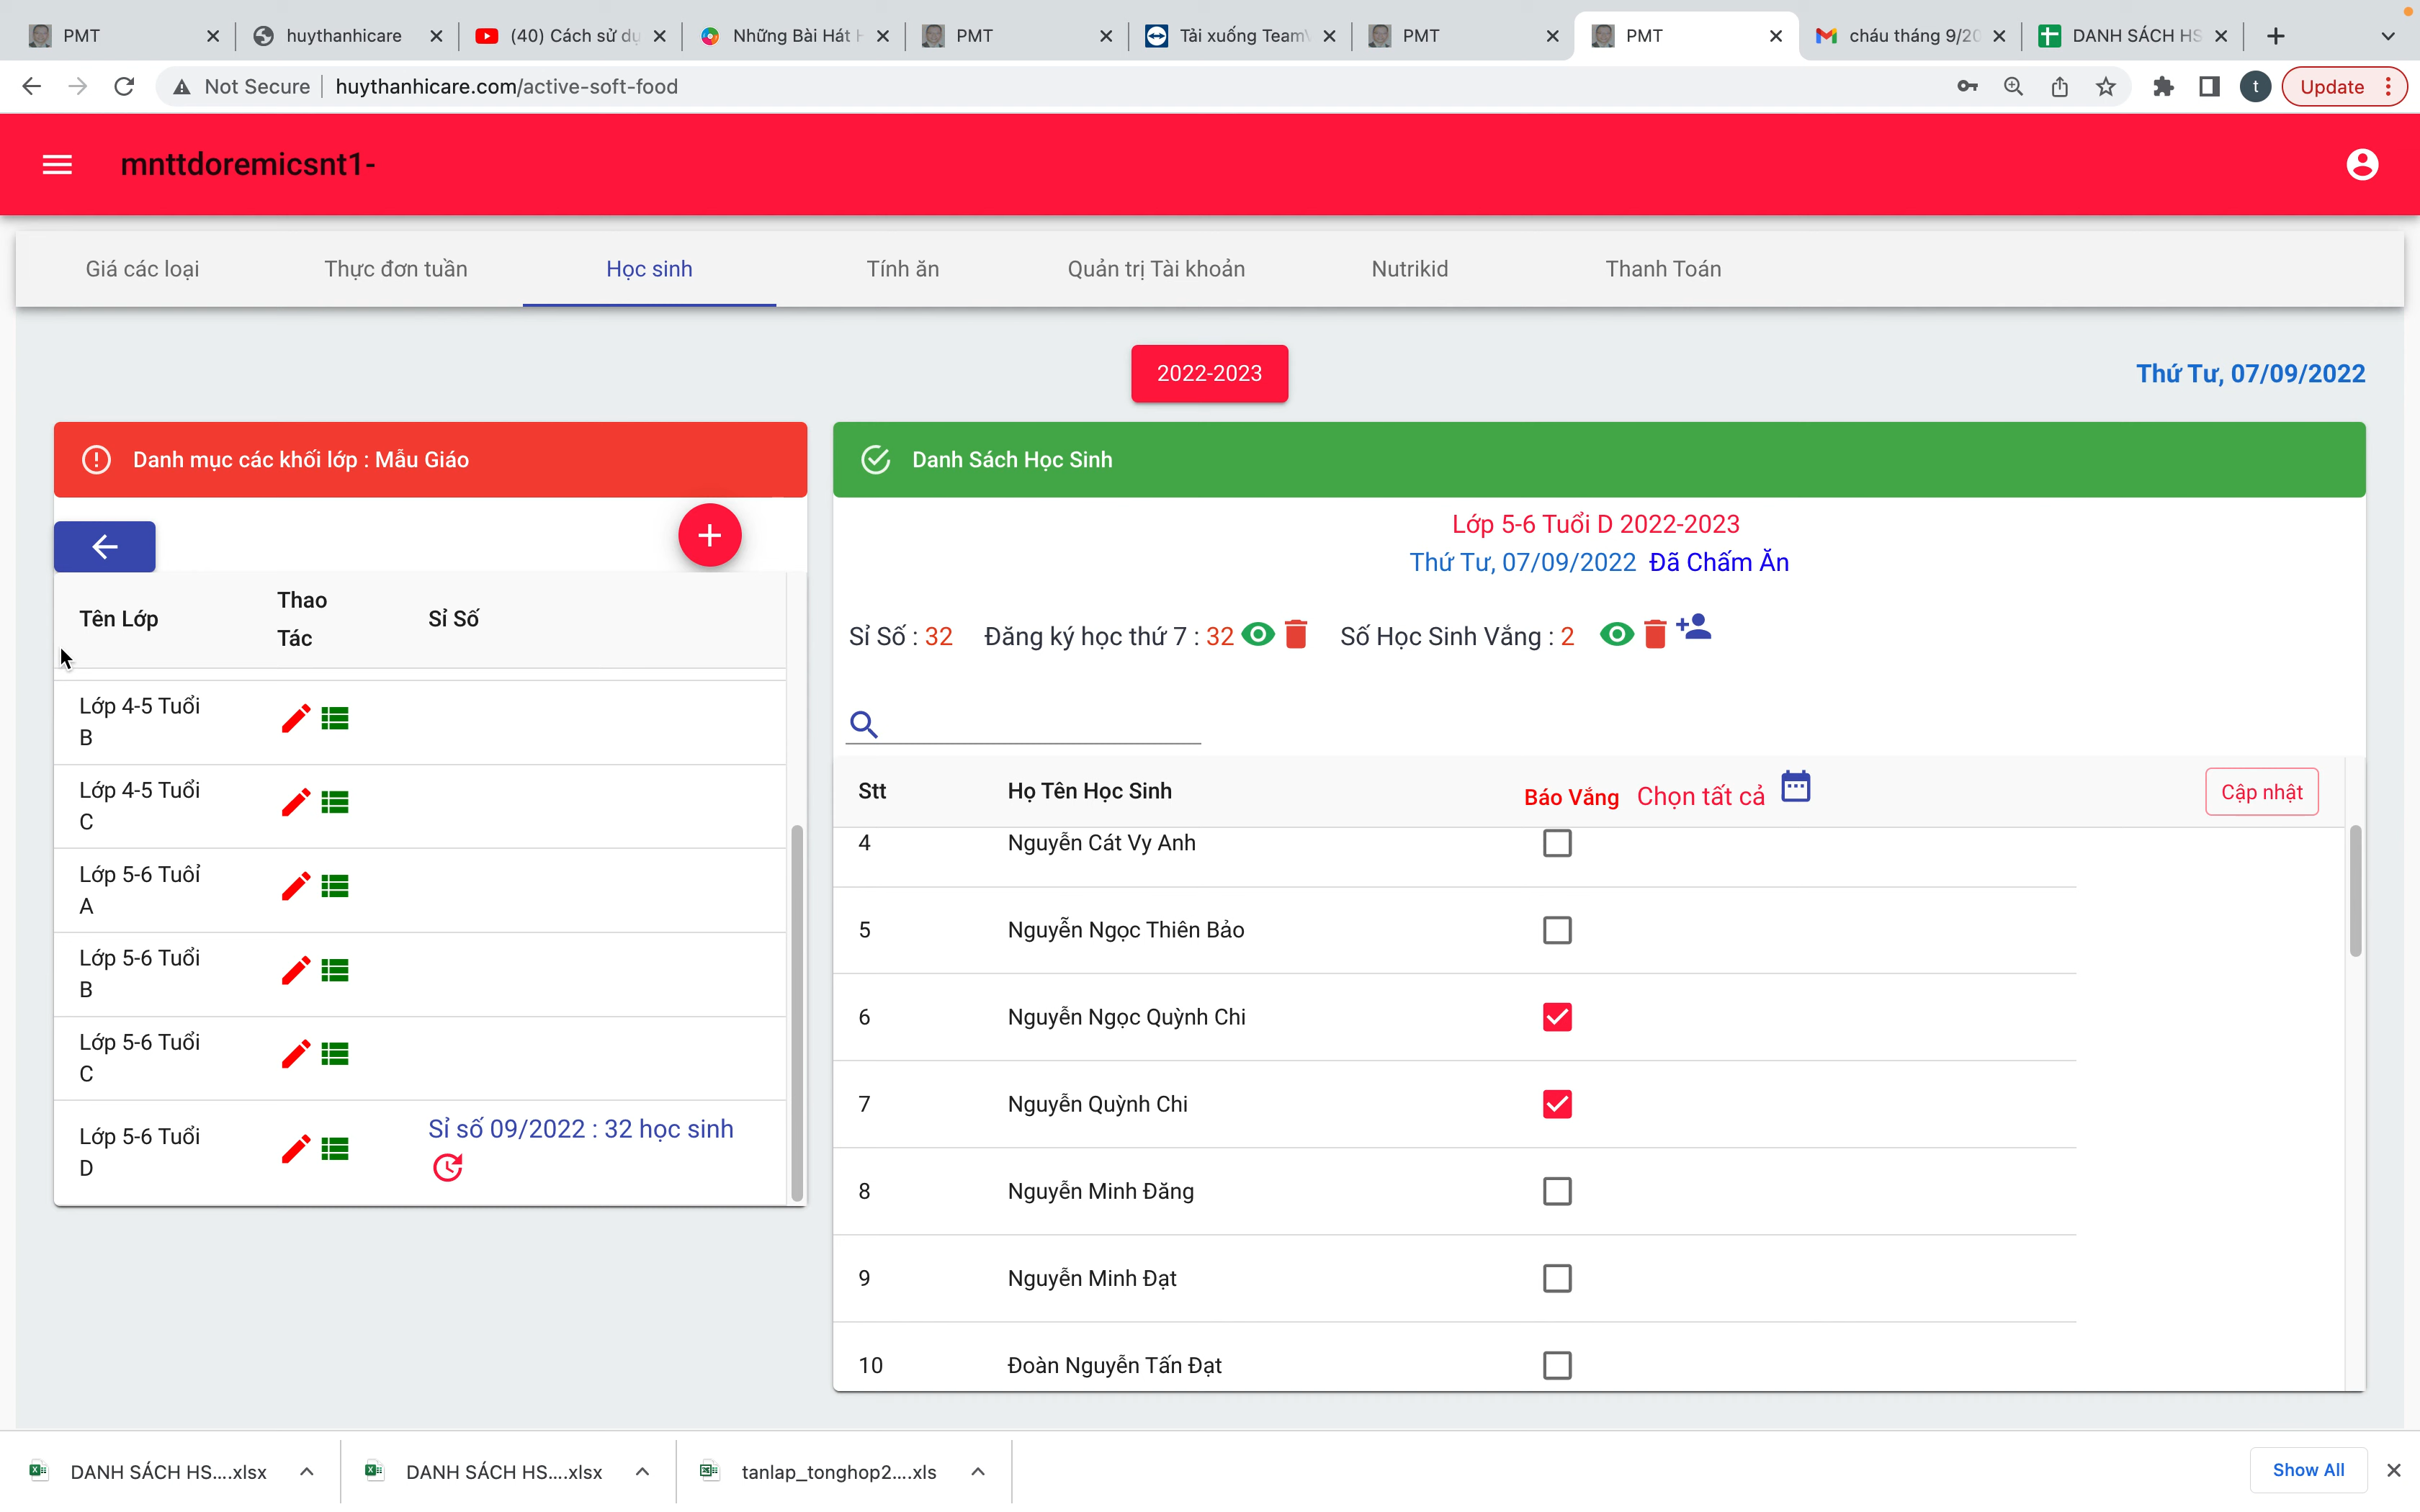 PMT
huythanhicare
(40) Cách sử dụ
Những Bài Hát H
PMT
Tải xuống Team
PMT
PMT
cháu tháng 9/20
DANH SÁCH HS
Not Secure
huythanhicare.com/active-soft-food
t
Update
mnttdoremicsnt1-
Giá các loại
Thực đơn tuần
Học sinh
Tính ăn
Quản trị Tài khoản
Nutrikid
Thanh Toán
2022-2023
Thứ Tư, 07/09/2022
Danh mục các khối lớp : Mẫu Giáo
Tên Lớp
Thao
Tác
Sỉ Số
Lớp 4-5 Tuổi
B
Lớp 4-5 Tuổi
C
Lớp 5-6 Tuổi
A
Lớp 5-6 Tuổi
B
Lớp 5-6 Tuổi
C
Lớp 5-6 Tuổi
D
Sỉ số 09/2022 : 32 học sinh
Danh Sách Học Sinh
Lớp 5-6 Tuổi D 2022-2023
Thứ Tư, 07/09/2022 Đã Chấm Ăn
Sỉ Số : 32 Đăng ký học thứ 7 : 32 Số Học Sinh Vắng : 2
Stt Họ Tên Học Sinh Báo Vắng Chọn tất cả Cập nhật
4 Nguyễn Cát Vy Anh
5 Nguyễn Ngọc Thiên Bảo
6 Nguyễn Ngọc Quỳnh Chi
7 Nguyễn Quỳnh Chi
8 Nguyễn Minh Đăng
9 Nguyễn Minh Đạt
10 Đoàn Nguyễn Tấn Đạt
DANH SÁCH HS....xlsx
DANH SÁCH HS....xlsx
tanlap_tonghop2....xls
Show All